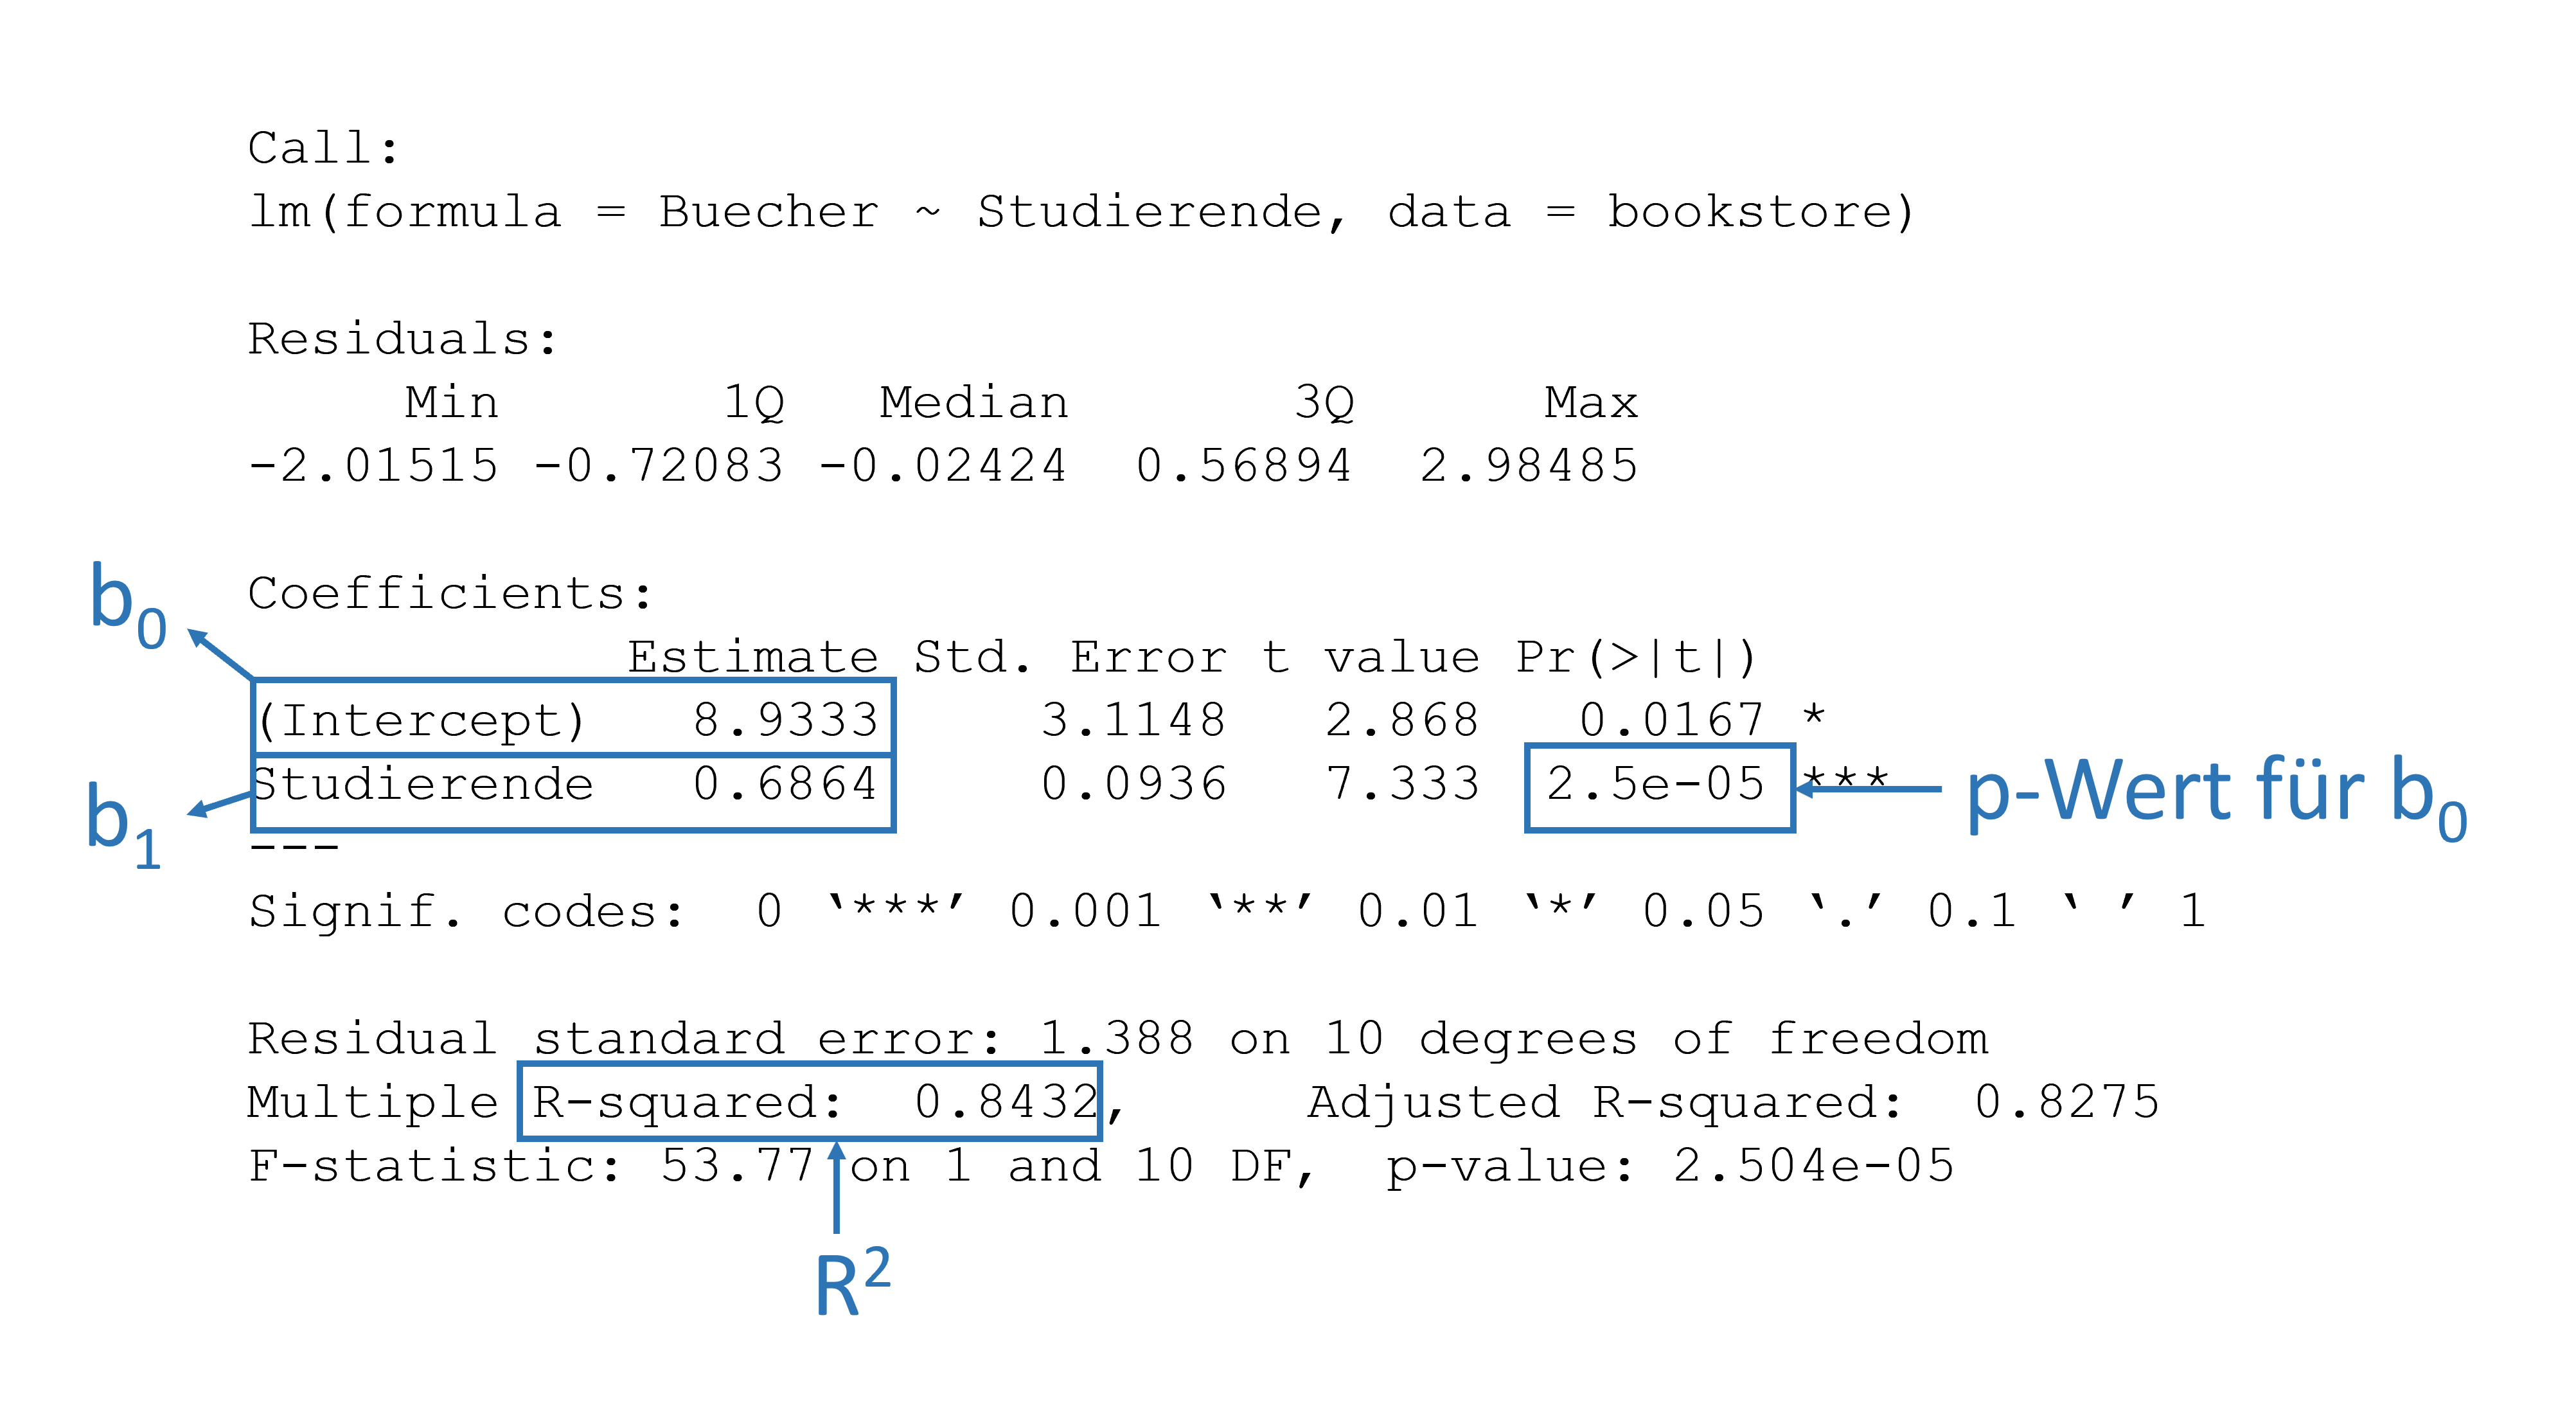 Call:
lm(formula = Buecher ~ Studierende, data = bookstore)
Residuals:
Min 1Q Median 3Q Max
-2.01515 -0.72083 -0.02424 0.56894 2.98485
Coefficients:
b0
Estimate Std. Error t value Pr(>|t|)
(Intercept) 8.9333 3.1148 2.868 0.0167 *
b1
Studierende 0.6864 0.0936 7.333 2.5e-05 ***
p-Wert für b0
---
Signif. codes: 0 ‘***’ 0.001 ‘**’ 0.01 ‘*’ 0.05 ‘.’ 0.1 ‘ ’ 1
Residual standard error: 1.388 on 10 degrees of freedom
Multiple R-squared: 0.8432, Adjusted R-squared: 0.8275
F-statistic: 53.77 on 1 and 10 DF, p-value: 2.504e-05
R²